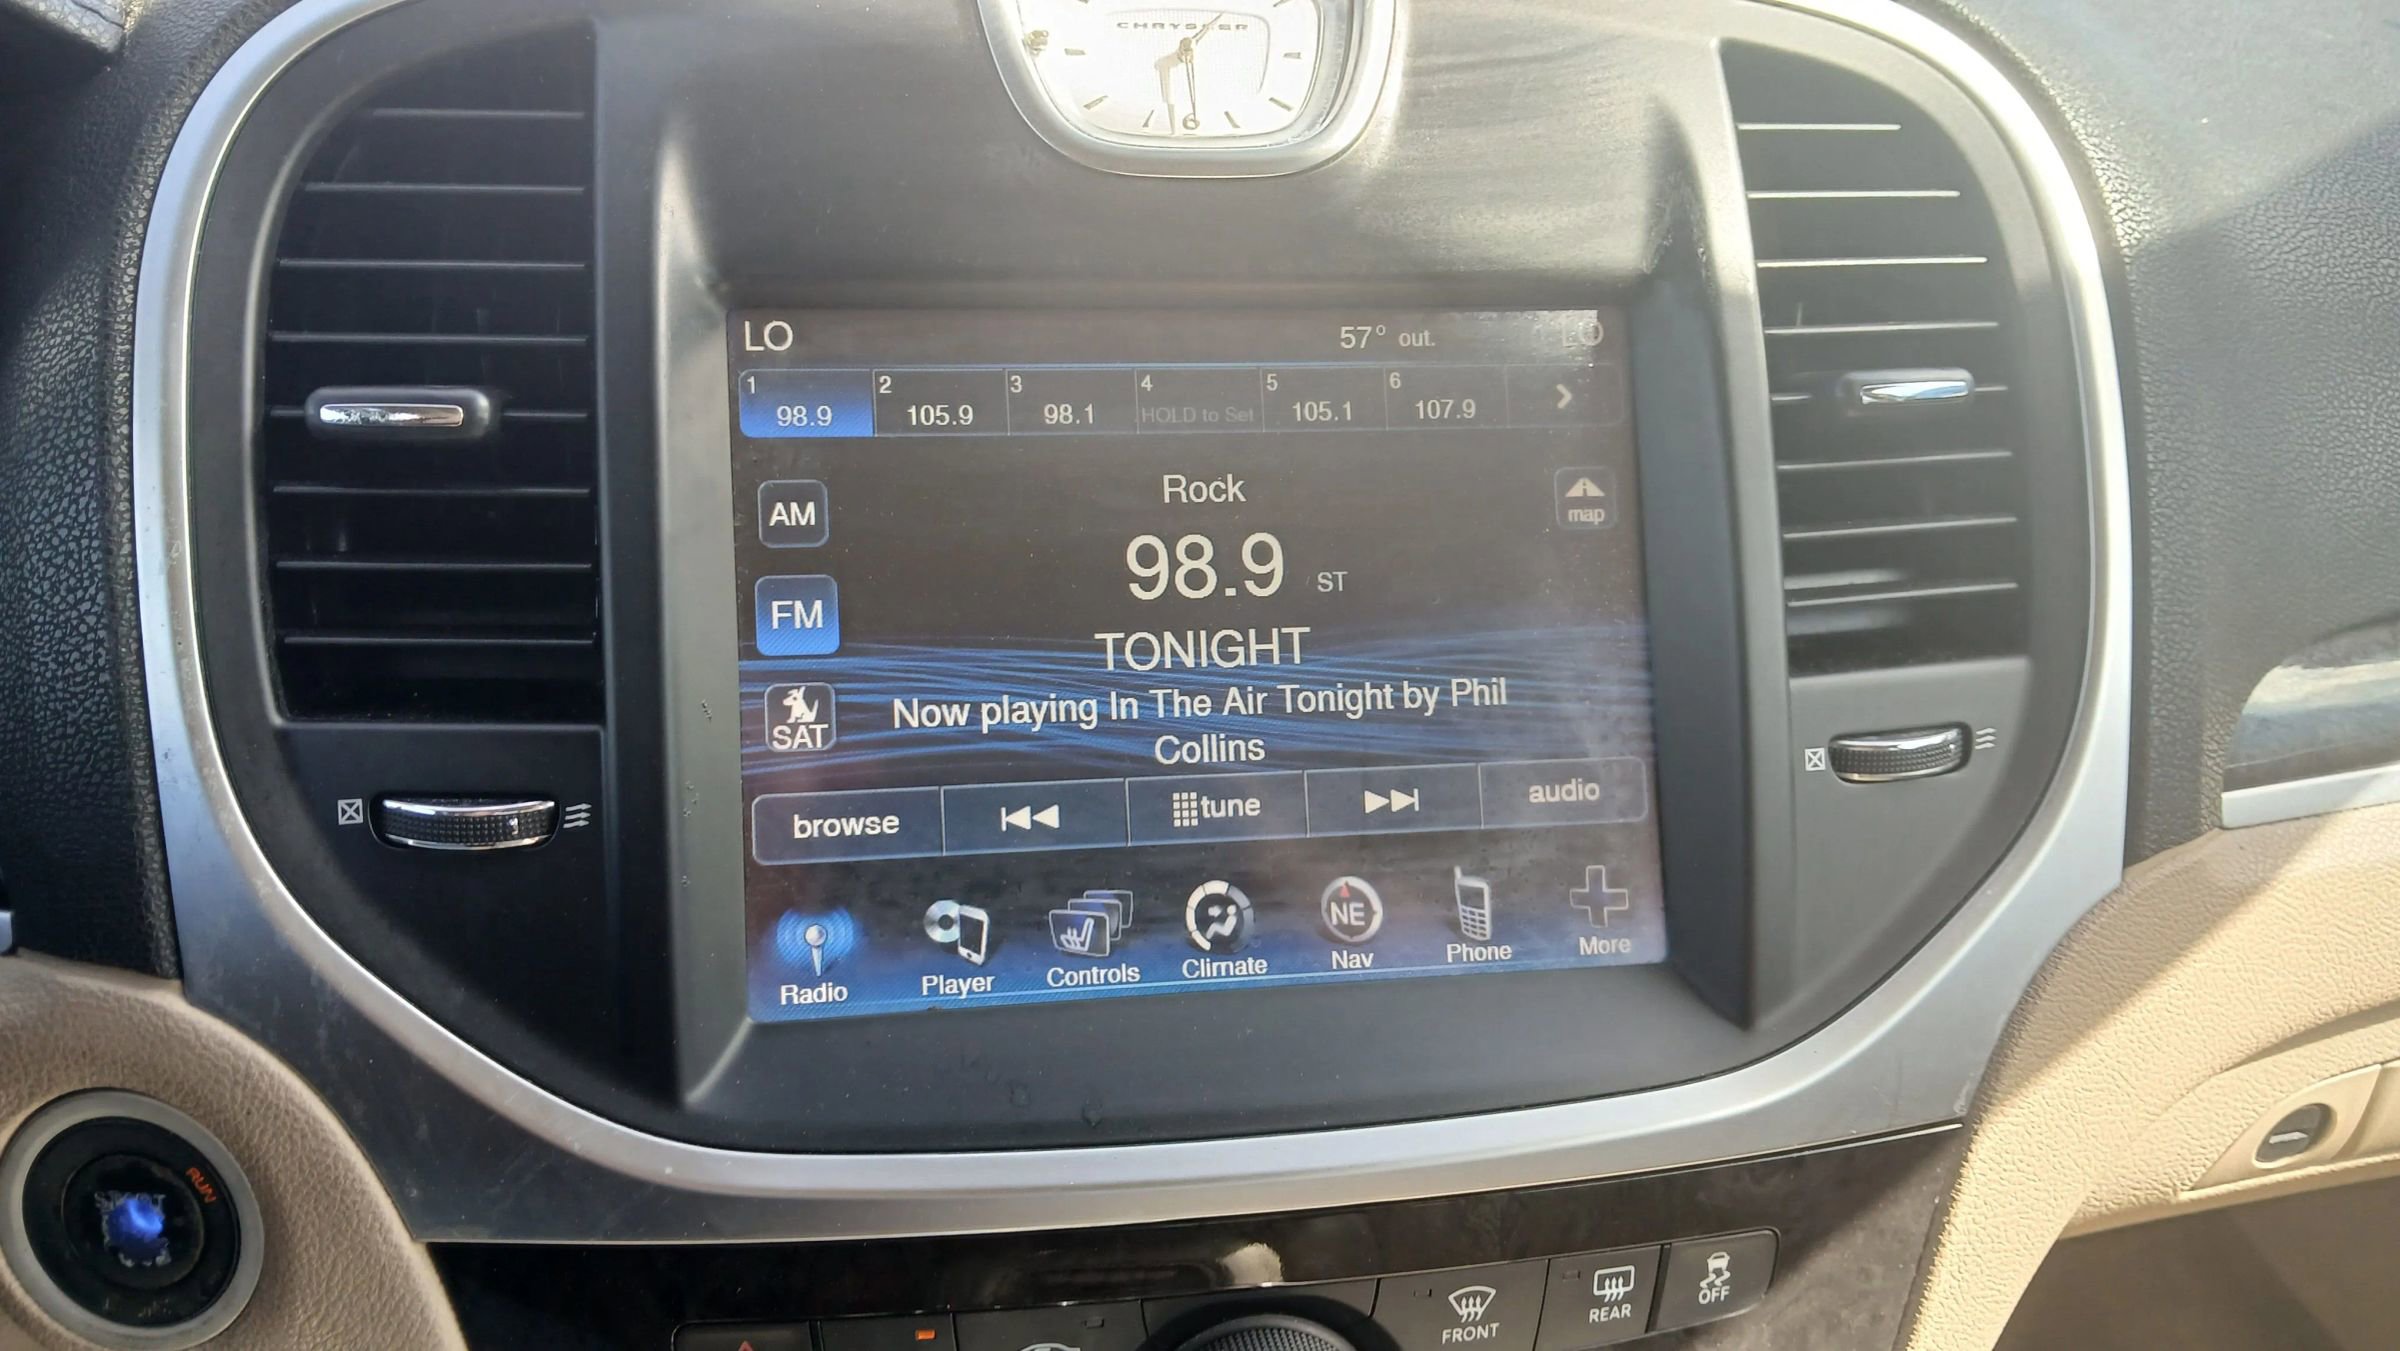 CHRYSLER
6
LO 57° out. LO
1 2 3 4 5 6
98.9 105.9 98.1 HOLD to Set 105.1 107.9
Rock
map
AM
98.9 ST
FM
TONIGHT
Now playing In The Air Tonight by Phil
Collins
SAT
browse tune audio
NE
Radio Player Controls Climate Nav Phone More
RUN
FRONT REAR OFF